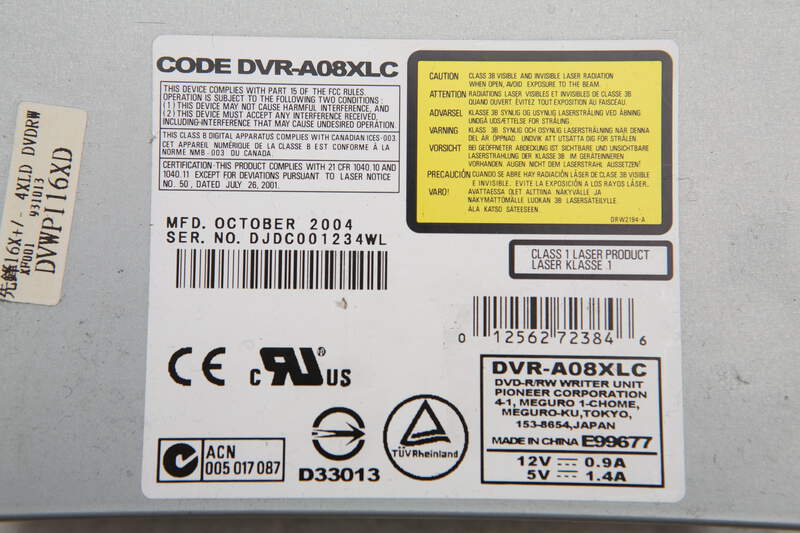 CODE DVR-A08XLC
THIS DEVICE COMPLIES WITH PART 15 OF THE FCC RULES.
OPERATION IS SUBJECT TO THE FOLLOWING TWO CONDITIONS:
(1) THIS DEVICE MAY NOT CAUSE HARMFUL INTERFERENCE, AND
(2) THIS DEVICE MUST ACCEPT ANY INTERFERENCE RECEIVED,
INCLUDING-INTERFERENCE THAT MAY CAUSE UNDESIRED OPERATION.
THIS CLASS B DIGITAL APPARATUS COMPLIES WITH CANADIAN ICES-003.
CET APPAREIL NUMÉRIQUE DE LA CLASSE B EST CONFORME À LA
NORME NMB-003 DU CANADA.
CERTIFICATION-THIS PRODUCT COMPLIES WITH 21 CFR 1040.10 AND
1040.11 EXCEPT FOR DEVIATIONS PURSUANT TO LASER NOTICE
NO. 50, DATED JULY 26, 2001.
MFD. OCTOBER 2004
SER. NO. DJDC001234WL
CAUTION CLASS 3B VISIBLE AND INVISIBLE LASER RADIATION
WHEN OPEN, AVOID EXPOSURE TO THE BEAM.
ATTENTION RADIATIONS LASER VISIBLES ET INVISIBLES DE CLASSE 3B
QUAND OUVERT ÉVITEZ TOUT EXPOSITION AU FAISCEAU.
ADVARSEL KLASSE 3B SYNLIG OG USYNLIG LASERSTRÅLING VED ÅBNING
UNDGÅ UDSÆTTELSE FOR STRÅLING
VARNING KLASSE 3B SYNLIG OCH OSYNLIG LASERSTRÅLNING NÄR DENNA
DEL ÄR ÖPPNAD. UNDVIK ATT UTSÄTTA DIG FÖR STRÅLEN.
VORSICHT BEI GEÖFFNETER ABDECKUNG IST SICHTBARE UND UNSICHTBARE
LASERSTRAHLUNG DER KLASSE 3B IM GERÄTEINNEREN
VORHANDEN. AUGEN NICHT DEM LASERSTRAHL AUSSETZEN!
PRECAUCIÓN CUANDO SE ABRE HAY RADIACIÓN LÁSER DE CLASE 3B VISIBLE
E INVISIBLE. EVITE LA EXPOSICIÓN A LOS RAYOS LÁSER.
VARO! AVATTAESSA OLET ALTTIINA NÄKYVÄLLE JA
NÄKYMÄTTÖMÄLLE LUOKAN 3B LASERSÄTEILYLLE
ÄLÄ KATSO SÄTEESEEN.
DRW2194-A
CLASS 1 LASER PRODUCT
LASER KLASSE 1
0 12562 72384 6
CE c RU ® US
ACN
005 017 087
D33013
TÜVRheinland
DVR-A08XLC
DVD-R/RW WRITER UNIT
PIONEER CORPORATION
4-1, MEGURO 1-CHOME,
MEGURO-KU,TOKYO,
153-8654,JAPAN
MADE IN CHINA E99677
12V ⎓ 0.9A
5V ⎓ 1.4A
先鋒16X+/- 4XLD DVDRW
XF001 931013
DVWPI116XD